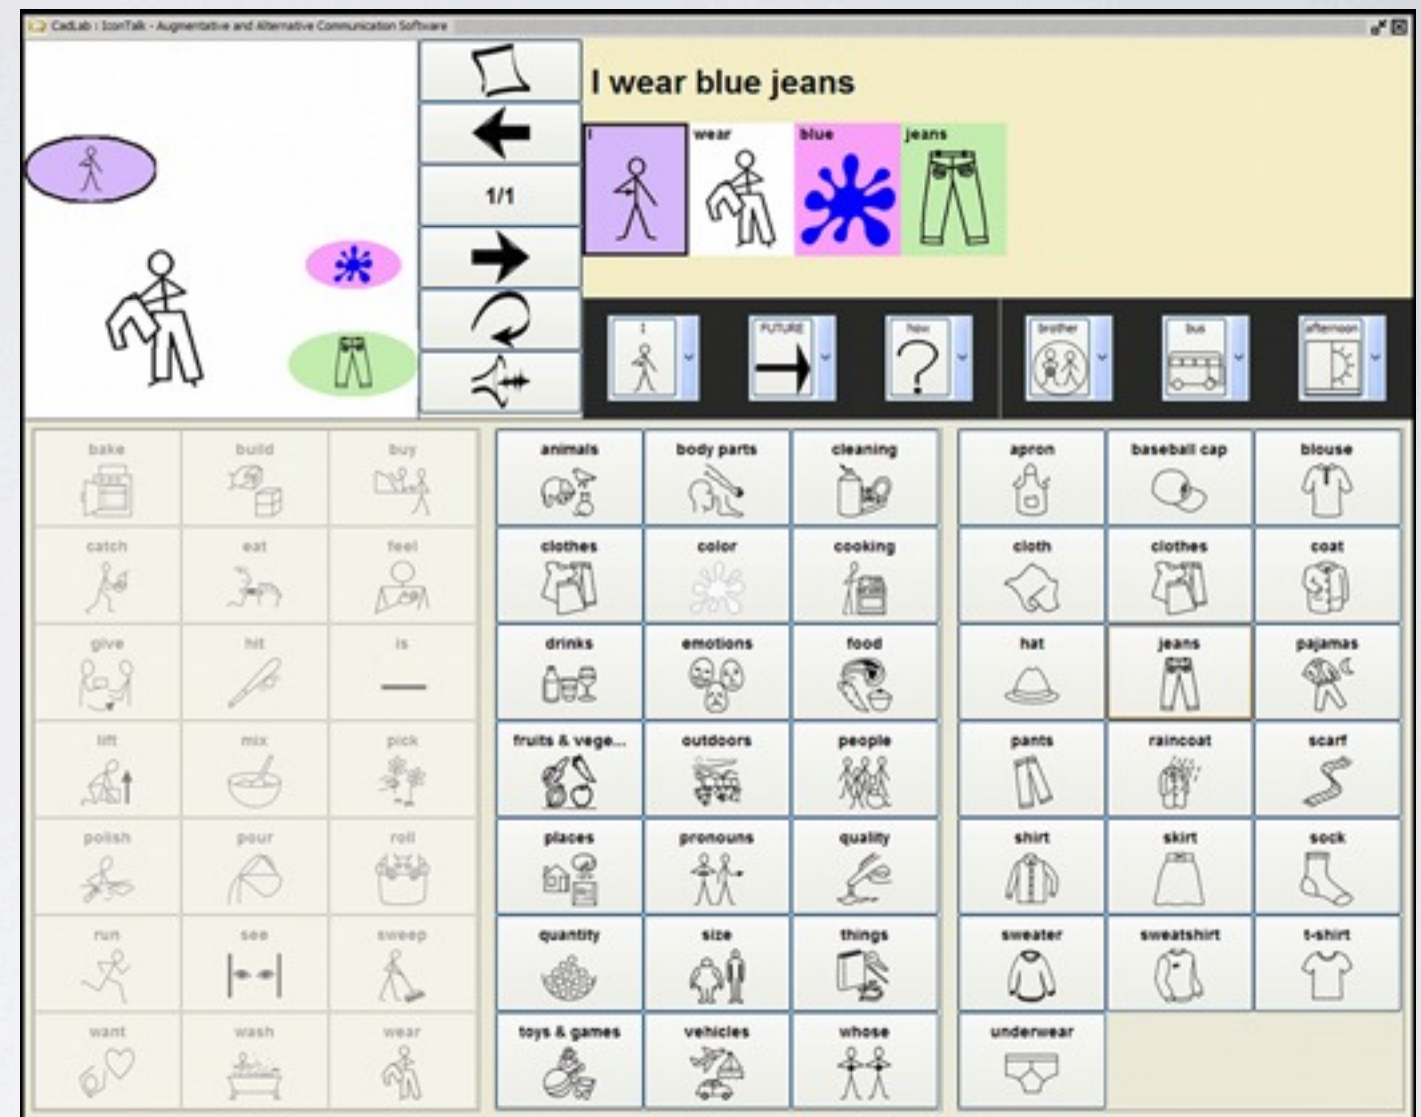 CadLab : IconTalk - Augmentative and Alternative Communication Software
I wear blue jeans
I wear blue jeans
1/1
I FUTURE how brother bus afternoon
bake build buy
catch eat feel
give hit is
lift mix pick
polish pour roll
run see sweep
want wash wear
animals body parts cleaning
clothes color cooking
drinks emotions food
fruits & vege... outdoors people
places pronouns quality
quantity size things
toys & games vehicles whose
apron baseball cap blouse
cloth clothes coat
hat jeans pajamas
pants raincoat scarf
shirt skirt sock
sweater sweatshirt t-shirt
underwear